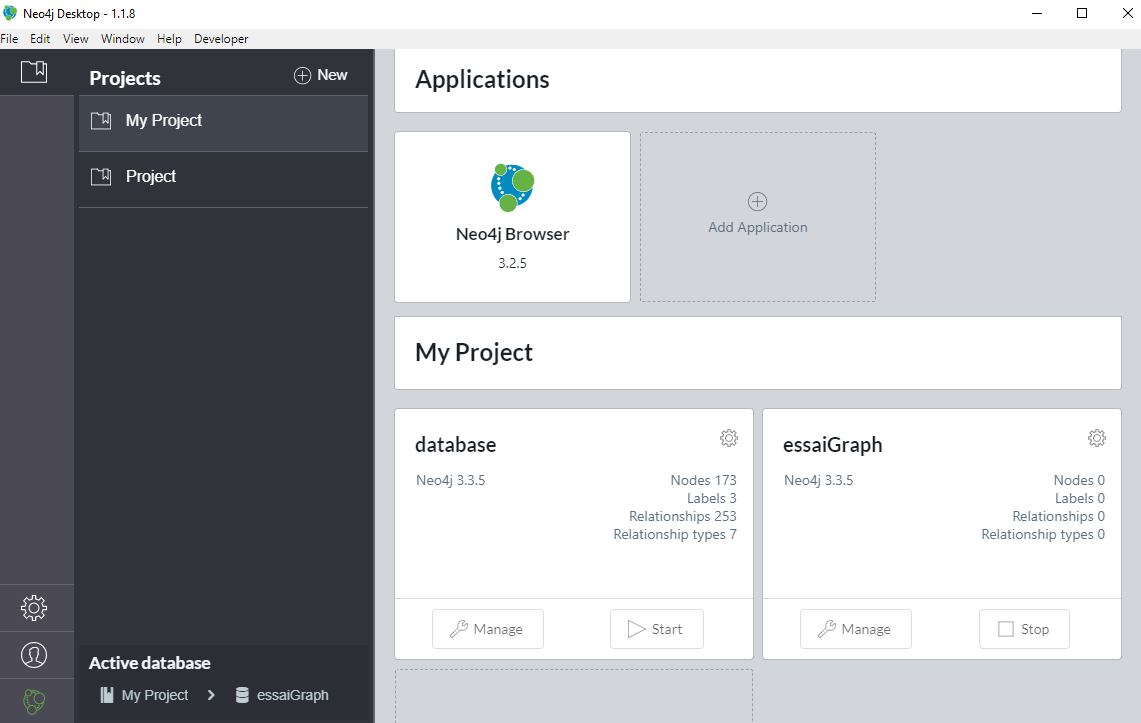 Neo4j Desktop - 1.1.8
File Edit View Window Help Developer
Projects
New
My Project
Project
Active database
My Project > essaiGraph
Applications
Neo4j Browser
3.2.5
Add Application
My Project
database
Neo4j 3.3.5
Nodes 173
Labels 3
Relationships 253
Relationship types 7
Manage
Start
essaiGraph
Neo4j 3.3.5
Nodes 0
Labels 0
Relationships 0
Relationship types 0
Manage
Stop